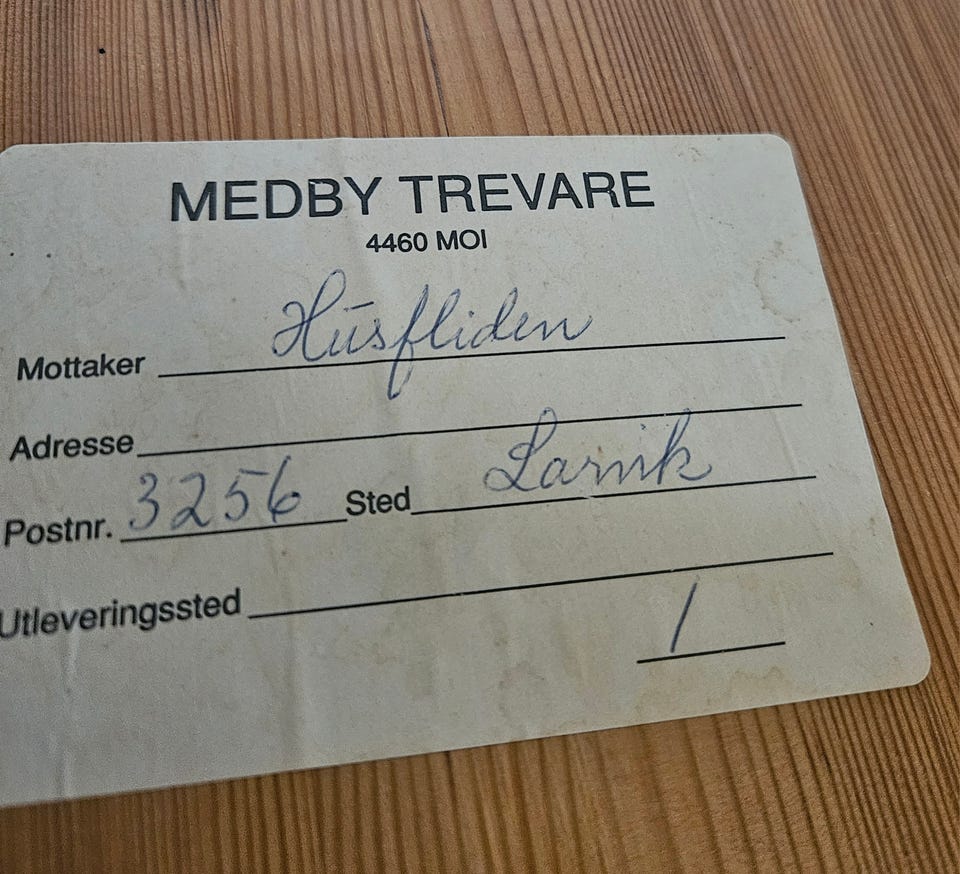 MEDBY TREVARE
4460 MOI
Mottaker Husfliden
Adresse
Postnr. 3256 Sted Larvik
Utleveringssted
1